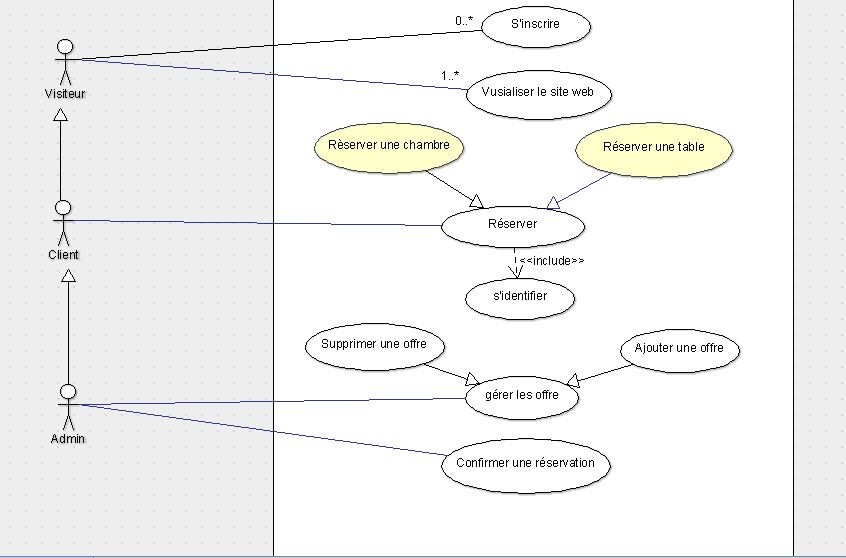 0..*
S'inscrire
Visiteur
1..*
Vusialiser le site web
Rèserver une chambre
Réserver une table
Client
Réserver
<<include>>
s'identifier
Supprimer une offre
Ajouter une offre
Admin
gérer les offre
Confirmer une réservation